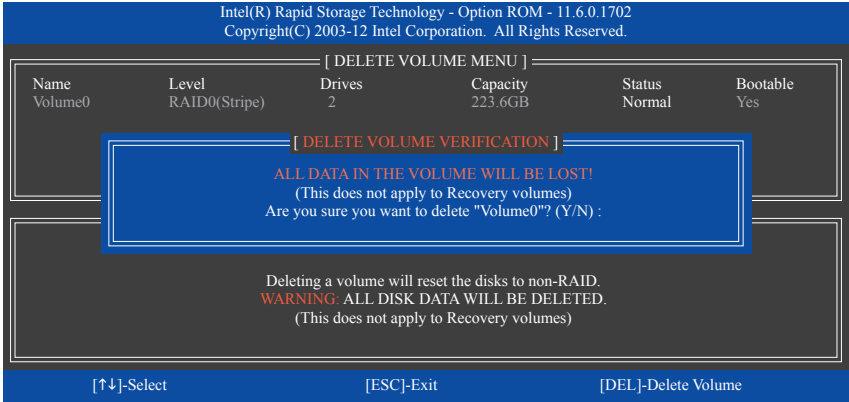 Intel(R) Rapid Storage Technology - Option ROM - 11.6.0.1702
Copyright(C) 2003-12 Intel Corporation.  All Rights Reserved.
[ DELETE VOLUME MENU ]
Name Level Drives Capacity Status Bootable
Volume0 RAID0(Stripe) 2 223.6GB Normal Yes
[ DELETE VOLUME VERIFICATION ]
ALL DATA IN THE VOLUME WILL BE LOST!
(This does not apply to Recovery volumes)
Are you sure you want to delete "Volume0"? (Y/N) :
Deleting a volume will reset the disks to non-RAID.
WARNING: ALL DISK DATA WILL BE DELETED.
(This does not apply to Recovery volumes)
[↑↓]-Select [ESC]-Exit [DEL]-Delete Volume